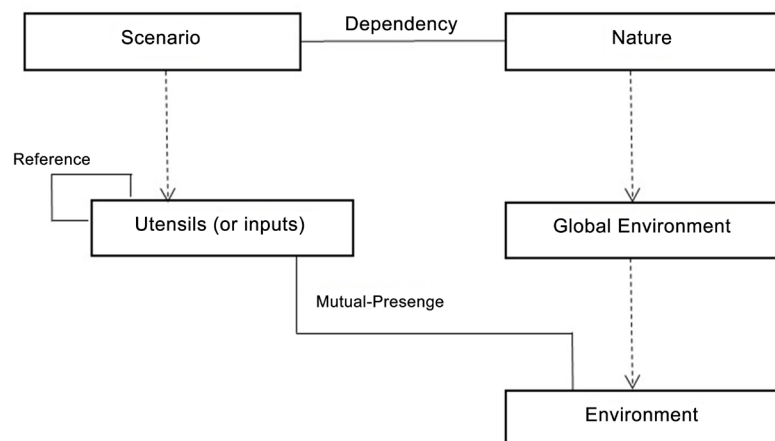 Scenario
Dependency
Nature
Reference
Utensils (or inputs)
Global Environment
Mutual-Presenge
Environment